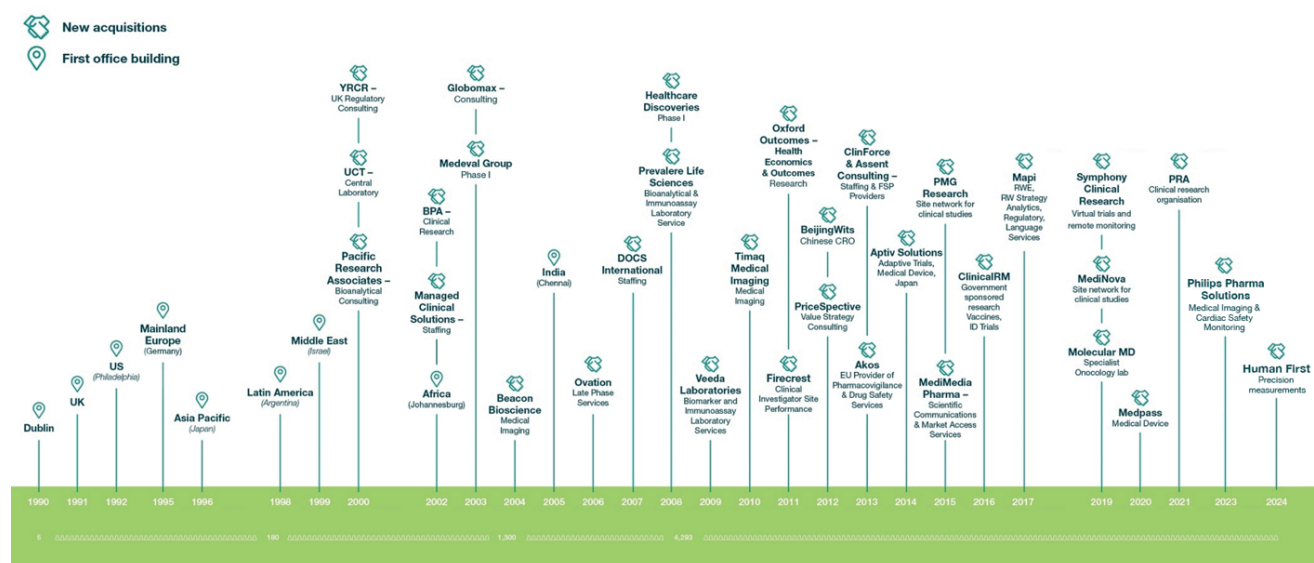 New acquisitions
First office building
Dublin
UK
US
(Philadelphia)
Mainland
Europe
(Germany)
Asia Pacific
(Japan)
Latin America
(Argentina)
Middle East
(Israel)
YRCR –
UK Regulatory
Consulting
UCT –
Central
Laboratory
Pacific
Research
Associates –
Bioanalytical
Consulting
BPA –
Clinical
Research
Managed
Clinical
Solutions –
Staffing
Africa
(Johannesburg)
Globomax –
Consulting
Medeval Group
Phase I
Beacon
Bioscience
Medical
Imaging
India
(Chennai)
Ovation
Late Phase
Services
DOCS
International
Staffing
Healthcare
Discoveries
Phase I
Prevalere Life
Sciences
Bioanalytical &
Immunoassay
Laboratory
Service
Veeda
Laboratories
Biomarker and
Immunoassay
Laboratory
Services
Timaq
Medical
Imaging
Medical
Imaging
Oxford
Outcomes –
Health
Economics
& Outcomes
Research
Firecrest
Clinical
Investigator Site
Performance
BeijingWits
Chinese CRO
PriceSpective
Value Strategy
Consulting
ClinForce
& Assent
Consulting –
Staffing & FSP
Providers
Akos
EU Provider of
Pharmacovigilance
& Drug Safety
Services
Aptiv Solutions
Adaptive Trials,
Medical Device,
Japan
PMG
Research
Site network for
clinical studies
MediMedia
Pharma –
Scientific
Communications
& Market Access
Services
ClinicalRM
Government
sponsored
research
Vaccines,
ID Trials
Mapi
RWE,
RW Strategy
Analytics,
Regulatory,
Language
Services
Symphony
Clinical
Research
Virtual trials and
remote monitoring
MediNova
Site network for
clinical studies
Molecular MD
Specialist
Onocology lab
Medpass
Medical Device
PRA
Clinical research
organisation
Philips Pharma
Solutions
Medical Imaging &
Cardiac Safety
Monitoring
Human First
Precision
measurements
1990 1991 1992 1995 1996 1996 1999 2000 2002 2003 2004 2005 2006 2007 2008 2009 2010 2011 2012 2013 2014 2015 2016 2017 2019 2020 2021 2023 2024
1,300 4,293